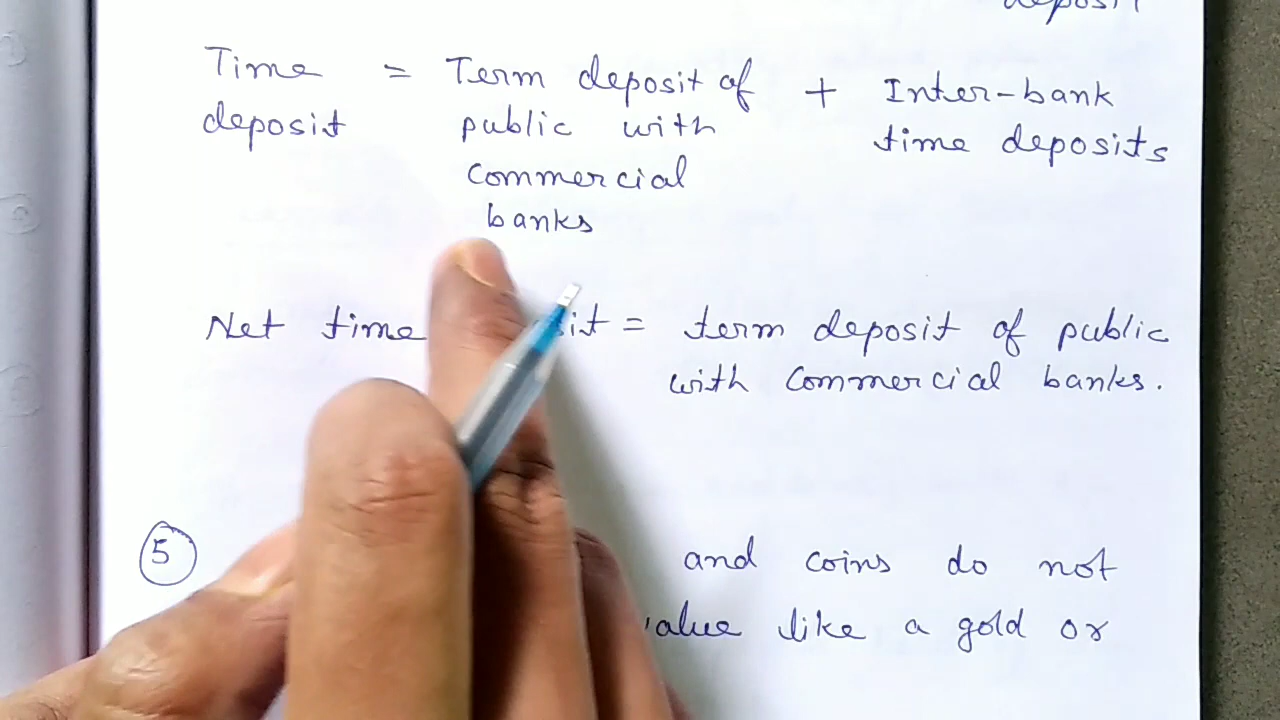 deposit
Time = Term deposit of + Inter-bank
deposit public with time deposits
commercial
banks
Net time = term deposit of public
with commercial banks.
5 and coins do not
like a gold or